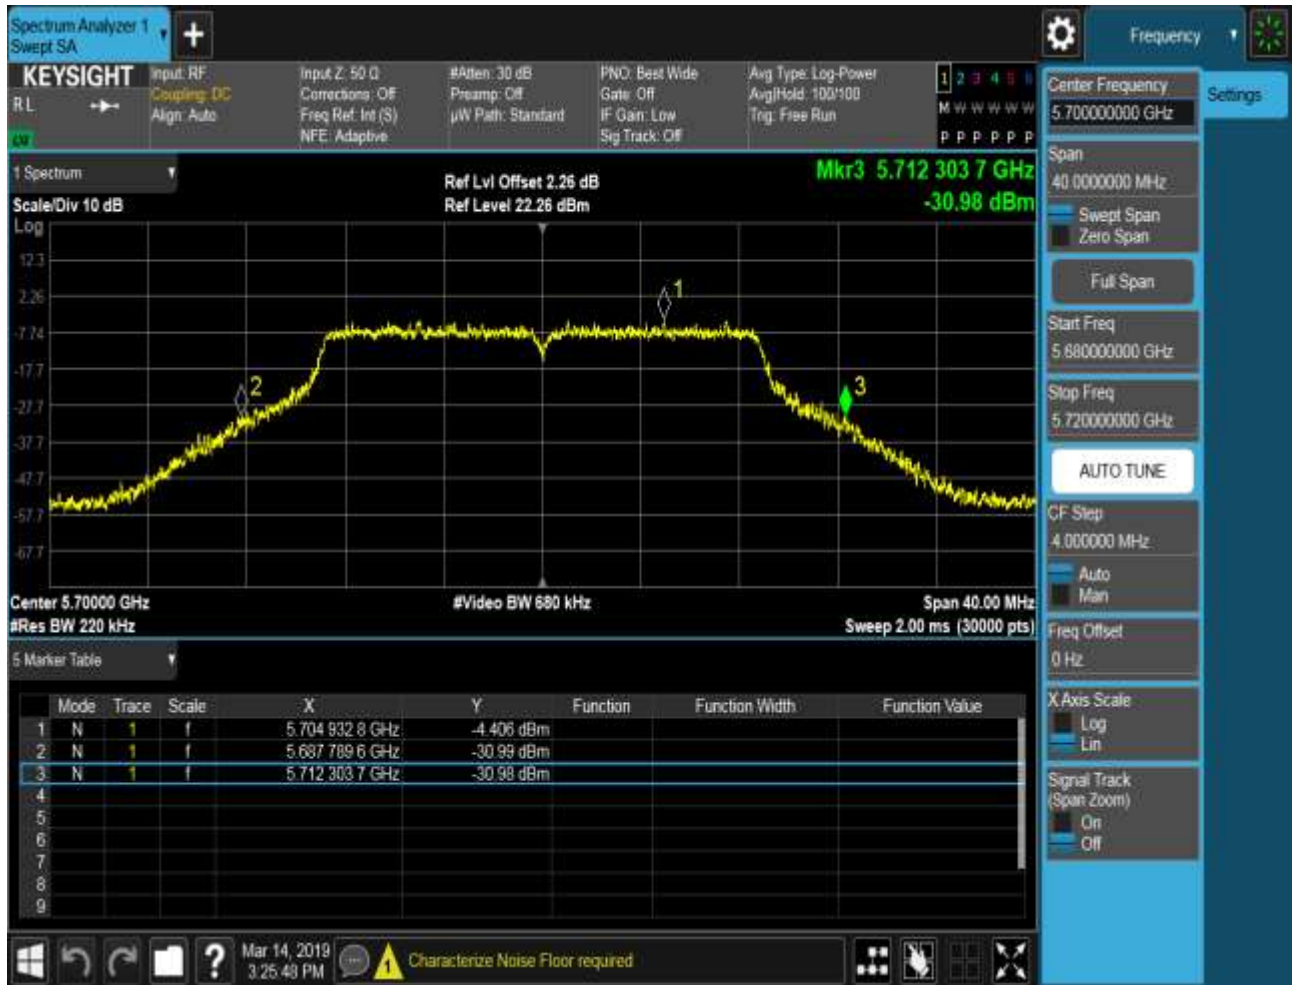 Spectrum Analyzer 1
Swept SA
Frequency
KEYSIGHT
RL
Input: RF
Coupling: DC
Align: Auto
Input Z: 50 Ω
Corrections: Off
Freq Ref: Int (S)
NFE: Adaptive
#Atten: 30 dB
Preamp: Off
µW Path: Standard
PNO: Best Wide
Gate: Off
IF Gain: Low
Sig Track: Off
Avg Type: Log-Power
Avg|Hold: 100/100
Trig: Free Run
1 2 3 4 5 6
M W W W W W
P P P P P P
1 Spectrum
Scale/Div 10 dB
Ref Lvl Offset 2.26 dB
Ref Level 22.26 dBm
Mkr3 5.712 303 7 GHz
-30.98 dBm
Log
12.3
2.26
-7.74
-17.7
-27.7
-37.7
-47.7
-57.7
-67.7
1
2
3
Center 5.70000 GHz
#Res BW 220 kHz
#Video BW 680 kHz
Span 40.00 MHz
Sweep 2.00 ms (30000 pts)
5 Marker Table
Mode Trace Scale X Y Function Function Width Function Value
1 N 1 f 5.704 932 8 GHz -4.406 dBm
2 N 1 f 5.687 789 6 GHz -30.99 dBm
3 N 1 f 5.712 303 7 GHz -30.98 dBm
4
5
6
7
8
9
Center Frequency
5.700000000 GHz
Settings
Span
40.0000000 MHz
Swept Span
Zero Span
Full Span
Start Freq
5.680000000 GHz
Stop Freq
5.720000000 GHz
AUTO TUNE
CF Step
4.000000 MHz
Auto
Man
Freq Offset
0 Hz
X Axis Scale
Log
Lin
Signal Track
(Span Zoom)
On
Off
?
Mar 14, 2019
3:25:48 PM
1
Characterize Noise Floor required